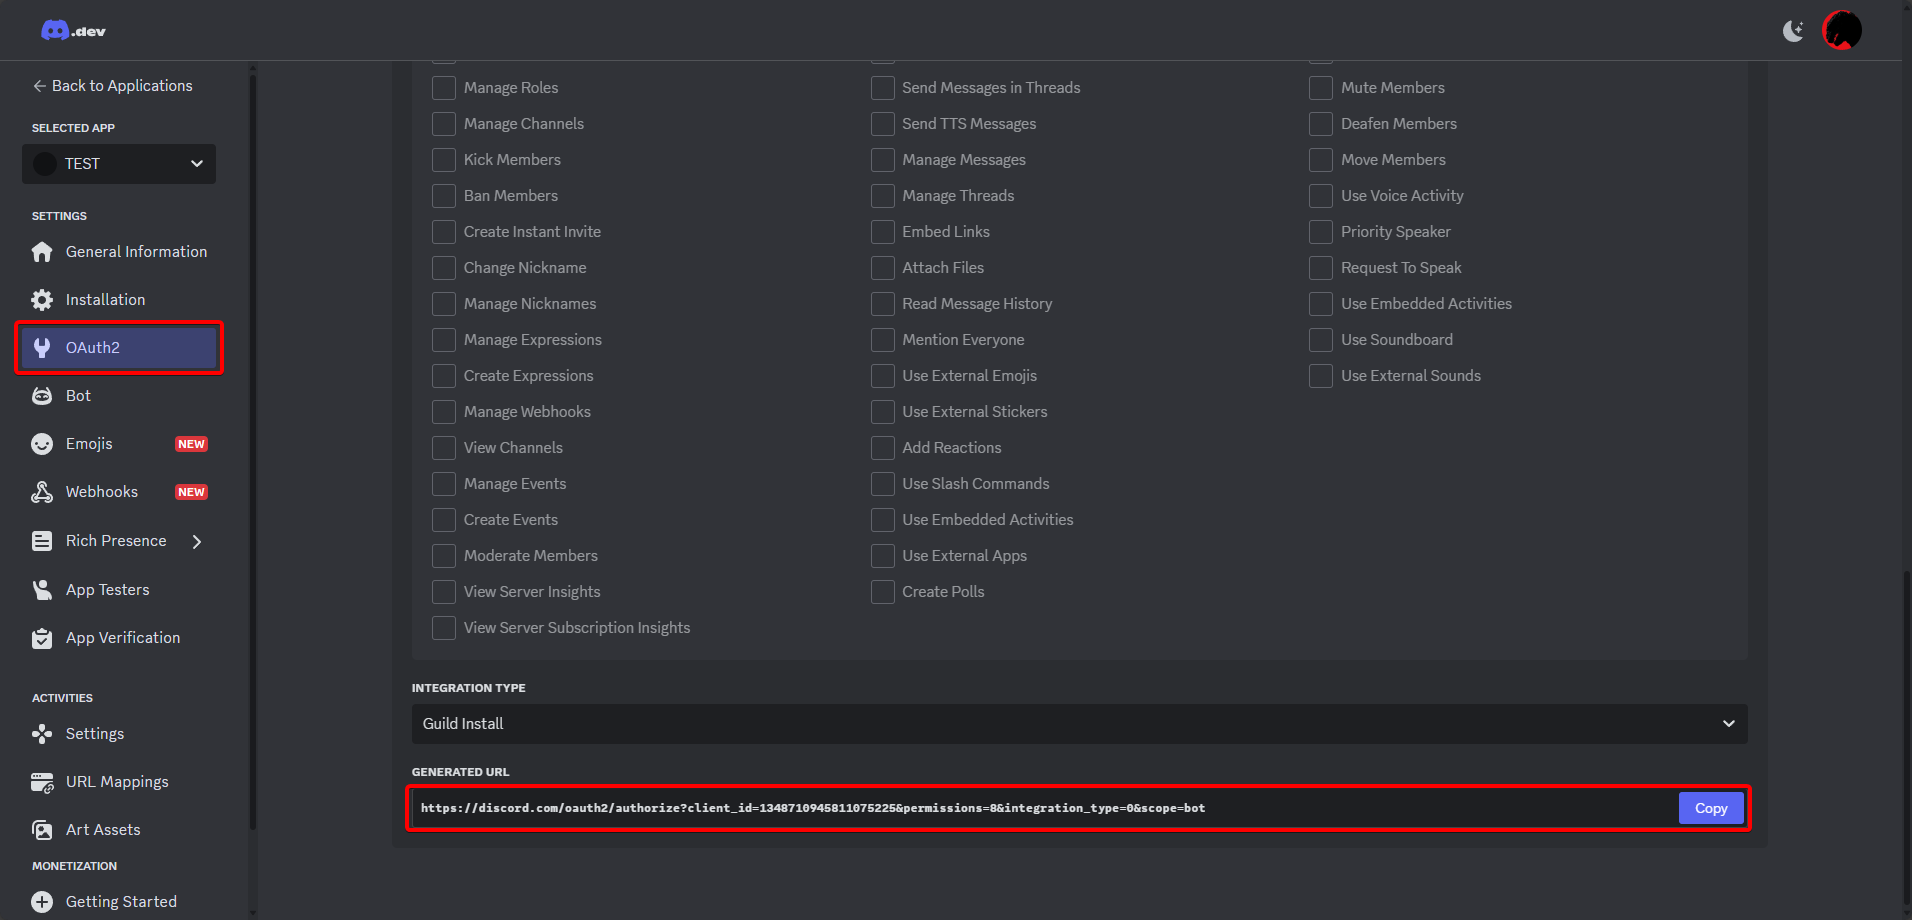 .dev
Back to Applications
SELECTED APP
TEST
SETTINGS
General Information
Installation
OAuth2
Bot
Emojis NEW
Webhooks NEW
Rich Presence
App Testers
App Verification
ACTIVITIES
Settings
URL Mappings
Art Assets
MONETIZATION
Getting Started
Manage Roles
Manage Channels
Kick Members
Ban Members
Create Instant Invite
Change Nickname
Manage Nicknames
Manage Expressions
Create Expressions
Manage Webhooks
View Channels
Manage Events
Create Events
Moderate Members
View Server Insights
View Server Subscription Insights
Send Messages in Threads
Send TTS Messages
Manage Messages
Manage Threads
Embed Links
Attach Files
Read Message History
Mention Everyone
Use External Emojis
Use External Stickers
Add Reactions
Use Slash Commands
Use Embedded Activities
Use External Apps
Create Polls
Mute Members
Deafen Members
Move Members
Use Voice Activity
Priority Speaker
Request To Speak
Use Embedded Activities
Use Soundboard
Use External Sounds
INTEGRATION TYPE
Guild Install
GENERATED URL
https://discord.com/oauth2/authorize?client_id=1348710945811075225&permissions=8&integration_type=0&scope=bot
Copy